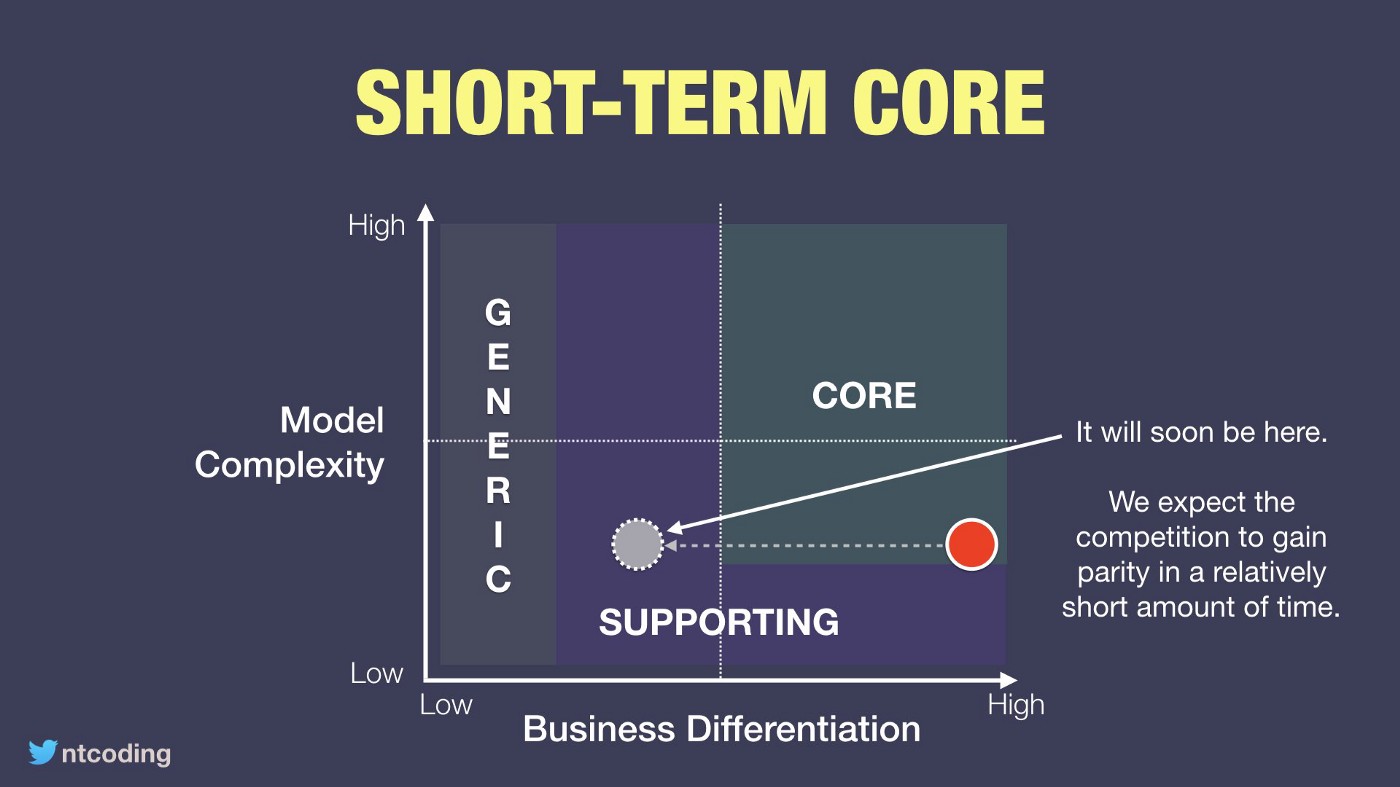 SHORT-TERM CORE
High
GENERIC
CORE
Model
Complexity
It will soon be here.
We expect the
competition to gain
parity in a relatively
short amount of time.
SUPPORTING
Low
Low
High
Business Differentiation
ntcoding